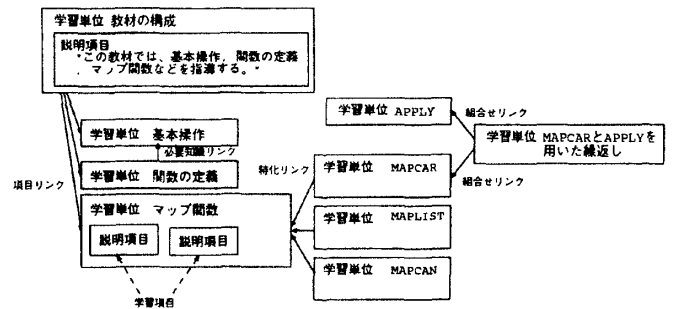 学習単位 教材の構成
説明項目
"この教材では、基本操作, 関数の定義
, マップ関数などを指導する。"
学習単位 基本操作
必要知識リンク
学習単位 関数の定義
項目リンク
学習単位 マップ関数
説明項目 説明項目
学習項目
学習単位 APPLY
組合せリンク
学習単位 MAPCARとAPPLYを
用いた繰返し
特化リンク
学習単位 MAPCAR
組合せリンク
学習単位 MAPLIST
学習単位 MAPCAN